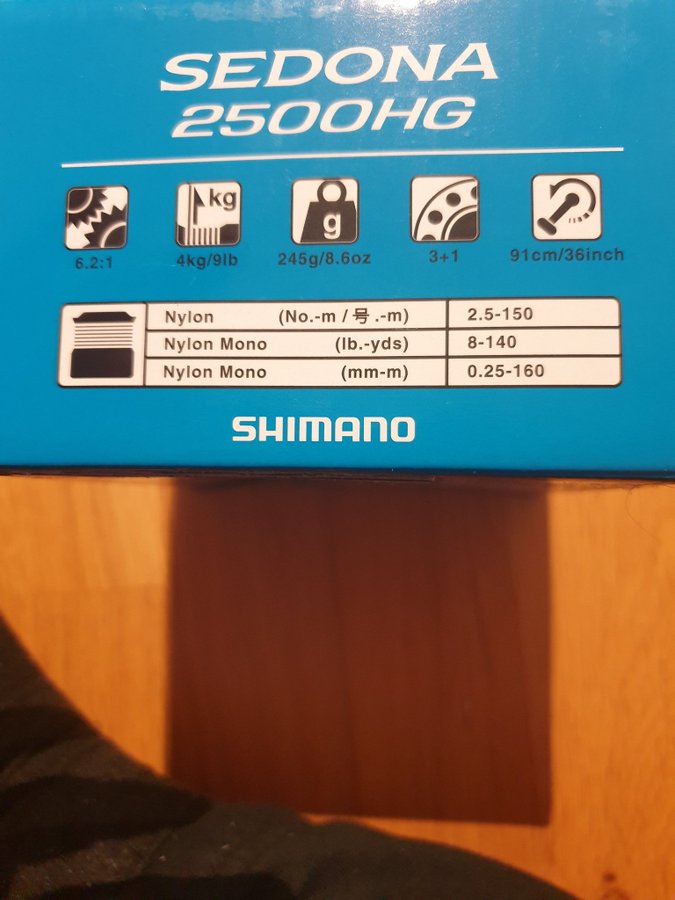 SEDONA
2500HG
kg
g
6.2:1 4kg/9lb 245g/8.6oz 3+1 91cm/36inch
Nylon (No.-m / 号.-m) 2.5-150
Nylon Mono (lb.-yds) 8-140
Nylon Mono (mm-m) 0.25-160
SHIMANO